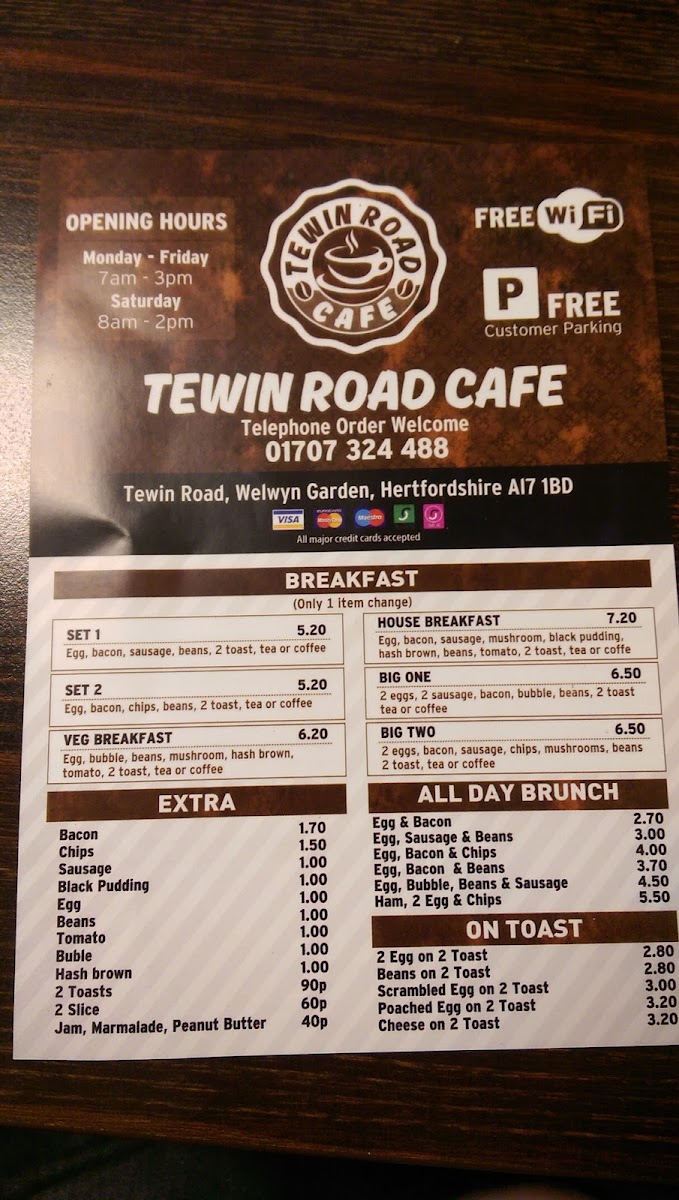 OPENING HOURS
Monday - Friday
7am - 3pm
Saturday
8am - 2pm
TEWIN ROAD
CAFE
FREE Wi Fi
P FREE
Customer Parking
TEWIN ROAD CAFE
Telephone Order Welcome
01707 324 488
Tewin Road, Welwyn Garden, Hertfordshire Al7 1BD
VISA MasterCard Maestro
All major credit cards accepted
BREAKFAST
(Only 1 item change)
SET 1 5.20
Egg, bacon, sausage, beans, 2 toast, tea or coffee
SET 2 5.20
Egg, bacon, chips, beans, 2 toast, tea or coffee
VEG BREAKFAST 6.20
Egg, bubble, beans, mushroom, hash brown,
tomato, 2 toast, tea or coffee
HOUSE BREAKFAST 7.20
Egg, bacon, sausage, mushroom, black pudding,
hash brown, beans, tomato, 2 toast, tea or coffe
BIG ONE 6.50
2 eggs, 2 sausage, bacon, bubble, beans, 2 toast
tea or coffee
BIG TWO 6.50
2 eggs, bacon, sausage, chips, mushrooms, beans
2 toast, tea or coffee
EXTRA
Bacon 1.70
Chips 1.50
Sausage 1.00
Black Pudding 1.00
Egg 1.00
Beans 1.00
Tomato 1.00
Buble 1.00
Hash brown 1.00
2 Toasts 90p
2 Slice 60p
Jam, Marmalade, Peanut Butter 40p
ALL DAY BRUNCH
Egg & Bacon 2.70
Egg, Sausage & Beans 3.00
Egg, Bacon & Chips 4.00
Egg, Bacon & Beans 3.70
Egg, Bubble, Beans & Sausage 4.50
Ham, 2 Egg & Chips 5.50
ON TOAST
2 Egg on 2 Toast 2.80
Beans on 2 Toast 2.80
Scrambled Egg on 2 Toast 3.00
Poached Egg on 2 Toast 3.20
Cheese on 2 Toast 3.20